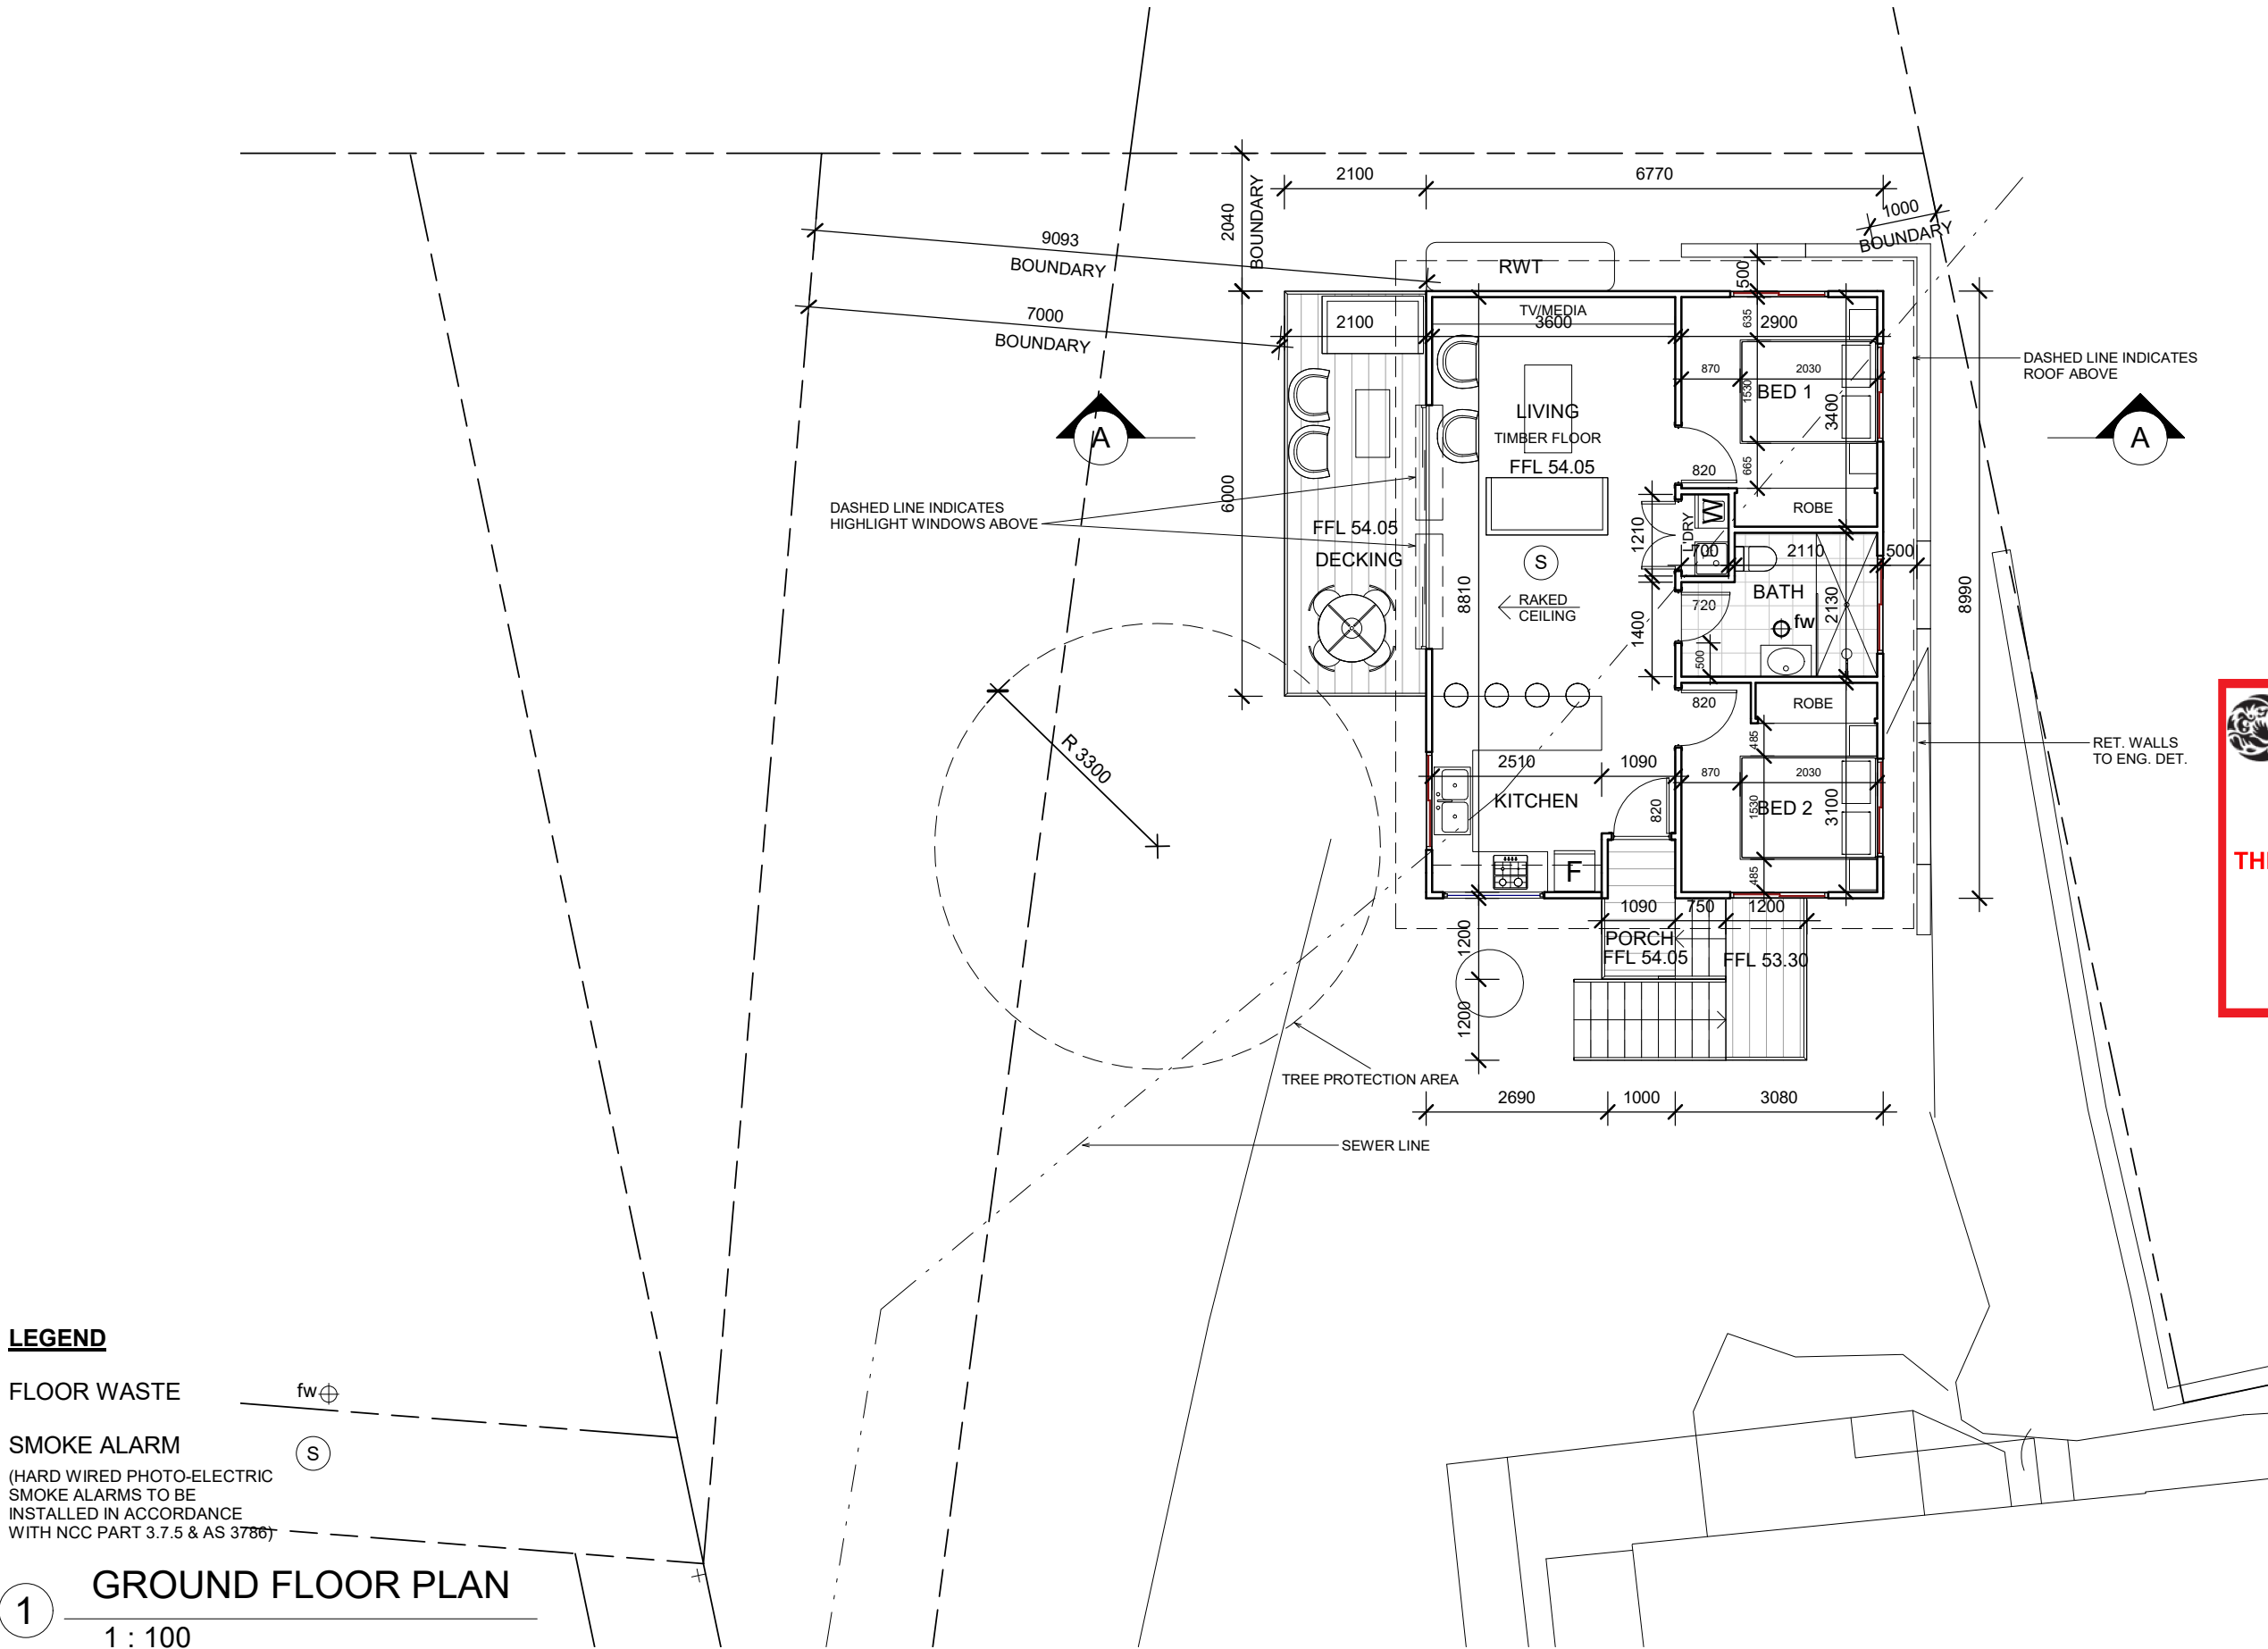 2100
6770
1000
BOUNDARY
2040
BOUNDARY
9093
BOUNDARY
7000
BOUNDARY
RWT
500
TV/MEDIA
2100
3600
635
2900
DASHED LINE INDICATES
ROOF ABOVE
870
2030
1530
BED 1
3400
LIVING
TIMBER FLOOR
FFL 54.05
820
665
A
A
DASHED LINE INDICATES
HIGHLIGHT WINDOWS ABOVE
6000
FFL 54.05
DECKING
ROBE
W
L'DRY
1210
700
2110
500
S
8810
RAKED
CEILING
BATH
720
fw
2130
1400
500
8990
820
ROBE
485
R 3300
RET. WALLS
TO ENG. DET.
2510
1090
870
2030
KITCHEN
820
1530
BED 2
3100
THI
F
485
1090
750
1200
1200
PORCH
FFL 54.05
FFL 53.30
1200
TREE PROTECTION AREA
2690
1000
3080
SEWER LINE
LEGEND
FLOOR WASTE
fw
SMOKE ALARM
S
(HARD WIRED PHOTO-ELECTRIC
SMOKE ALARMS TO BE
INSTALLED IN ACCORDANCE
WITH NCC PART 3.7.5 & AS 3786)
1
GROUND FLOOR PLAN
1 : 100